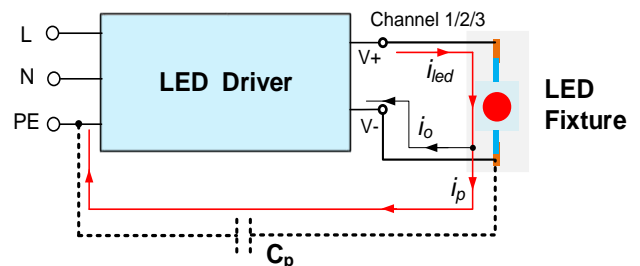 Channel 1/2/3
L
V+
N
LED Driver
i_led
LED
Fixture
PE
V-
i_o
i_p
C_p